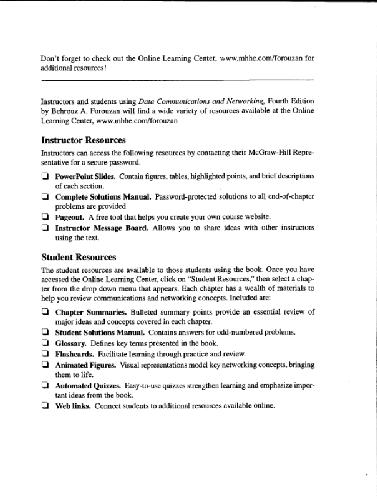 Don't forget to check out the Online Learning Center, www.mhhe.com/forouzan for
additional resources!
Instructors and students using Data Communications and Networking, Fourth Edition
by Behrouz A. Forouzan will find a wide variety of resources available at the Online
Learning Center, www.mhhe.com/forouzan
Instructor Resources
Instructors can access the following resources by contacting their McGraw-Hill Repre-
sentative for a secure password.
❑ PowerPoint Slides. Contain figures, tables, highlighted points, and brief descriptions
of each section.
❑ Complete Solutions Manual. Password-protected solutions to all end-of-chapter
problems are provided
❑ Pageout. A free tool that helps you create your own course website.
❑ Instructor Message Board. Allows you to share ideas with other instructors
using the text.
Student Resources
The student resources are available to those students using the book. Once you have
accessed the Online Learning Center, click on "Student Resources," then select a chap-
ter from the drop down menu that appears. Each chapter has a wealth of materials to
help you review communications and networking concepts. Included are:
❑ Chapter Summaries. Bulleted summary points provide an essential review of
major ideas and concepts covered in each chapter.
❑ Student Solutions Manual. Contains answers for odd-numbered problems.
❑ Glossary. Defines key terms presented in the book.
❑ Flashcards. Facilitate learning through practice and review.
❑ Animated Figures. Visual representations model key networking concepts, bringing
them to life.
❑ Automated Quizzes. Easy-to-use quizzes strengthen learning and emphasize impor-
tant ideas from the book.
❑ Web links. Connect students to additional resources available online.